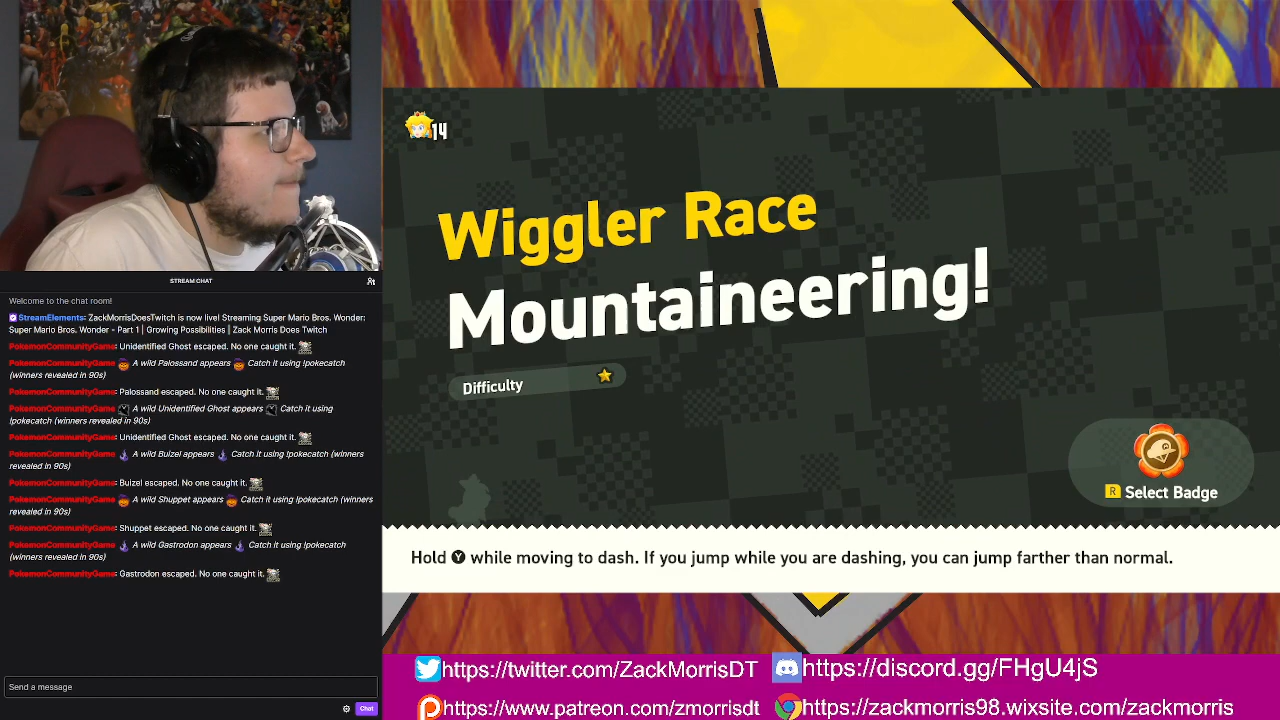 STREAM CHAT
Welcome to the chat room!
StreamElements: ZackMorrisDoesTwitch is now live! Streaming Super Mario Bros. Wonder:
Super Mario Bros. Wonder - Part 1 | Growing Possibilities | Zack Morris Does Twitch
PokemonCommunityGame: Unidentified Ghost escaped. No one caught it.
PokemonCommunityGame: A wild Palossand appears Catch it using !pokecatch
(winners revealed in 90s)
PokemonCommunityGame: Palossand escaped. No one caught it.
PokemonCommunityGame: A wild Unidentified Ghost appears Catch it using
!pokecatch (winners revealed in 90s)
PokemonCommunityGame: Unidentified Ghost escaped. No one caught it.
PokemonCommunityGame: A wild Buizel appears Catch it using !pokecatch (winners
revealed in 90s)
PokemonCommunityGame: Buizel escaped. No one caught it.
PokemonCommunityGame: A wild Shuppet appears Catch it using !pokecatch (winners
revealed in 90s)
PokemonCommunityGame: Shuppet escaped. No one caught it.
PokemonCommunityGame: A wild Gastrodon appears Catch it using !pokecatch
(winners revealed in 90s)
PokemonCommunityGame: Gastrodon escaped. No one caught it.
Send a message
Chat
14
Wiggler Race
Mountaineering!
Difficulty
R Select Badge
Hold Y while moving to dash. If you jump while you are dashing, you can jump farther than normal.
https://twitter.com/ZackMorrisDT https://discord.gg/FHgU4jS
https://www.patreon.com/zmorrisdt https://zackmorris98.wixsite.com/zackmorris